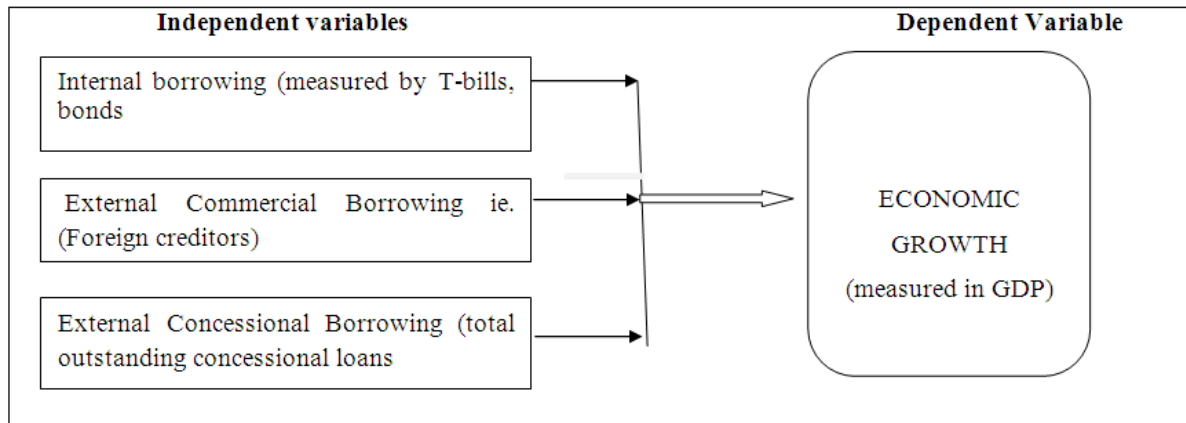 Independent variables
Dependent Variable
Internal borrowing (measured by T-bills,
bonds
External Commercial Borrowing ie.
(Foreign creditors)
External Concessional Borrowing (total
outstanding concessional loans
ECONOMIC
GROWTH
(measured in GDP)